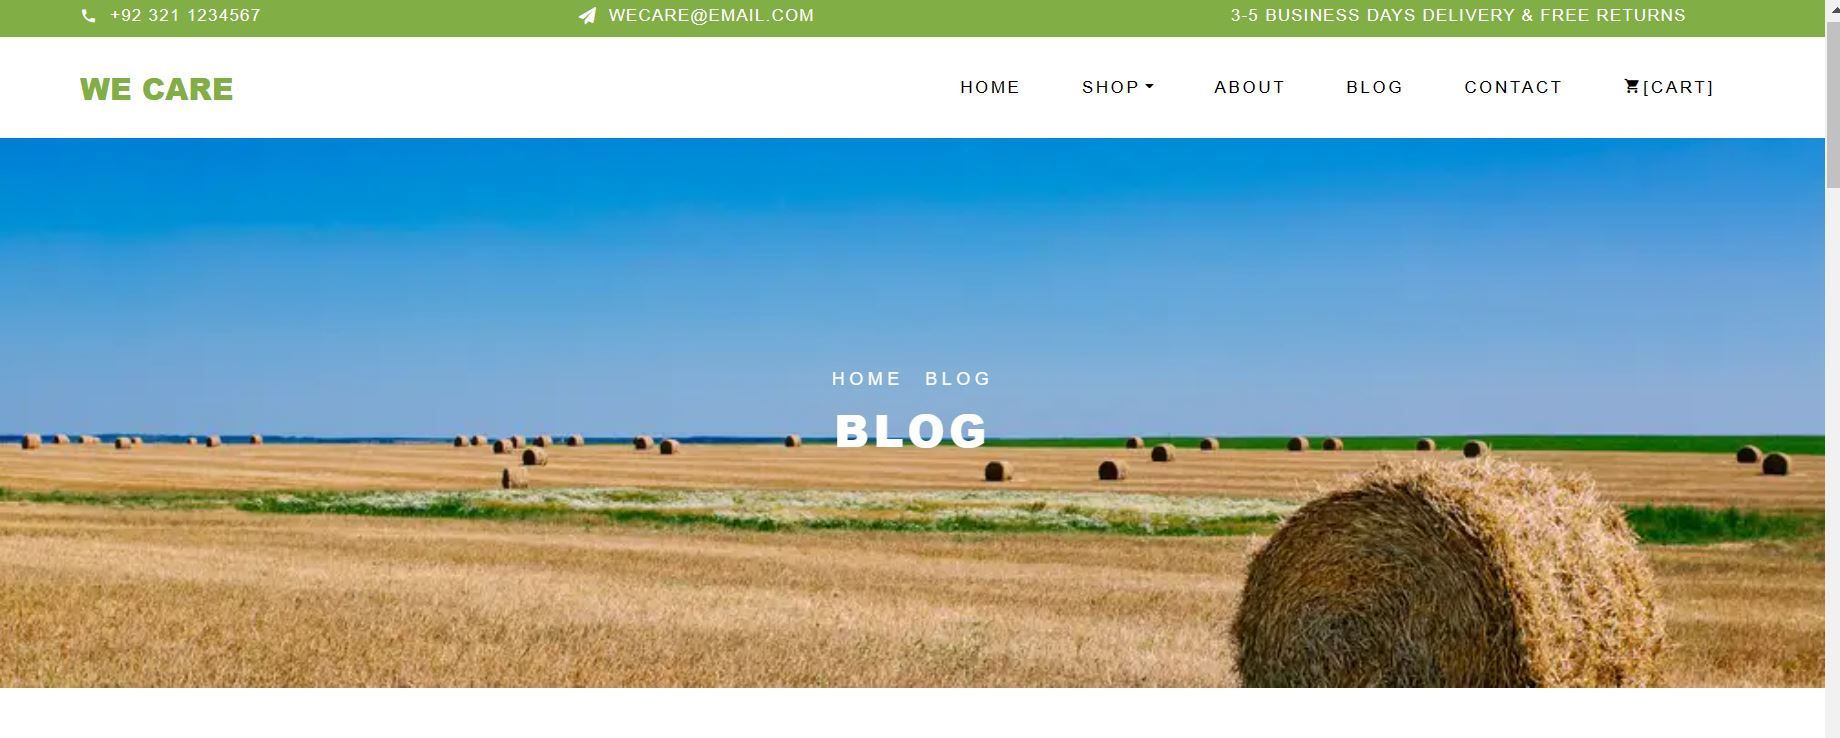 +92 321 1234567 WECARE@EMAIL.COM 3-5 BUSINESS DAYS DELIVERY & FREE RETURNS
WE CARE HOME SHOP ABOUT BLOG CONTACT [CART]
HOME BLOG
BLOG